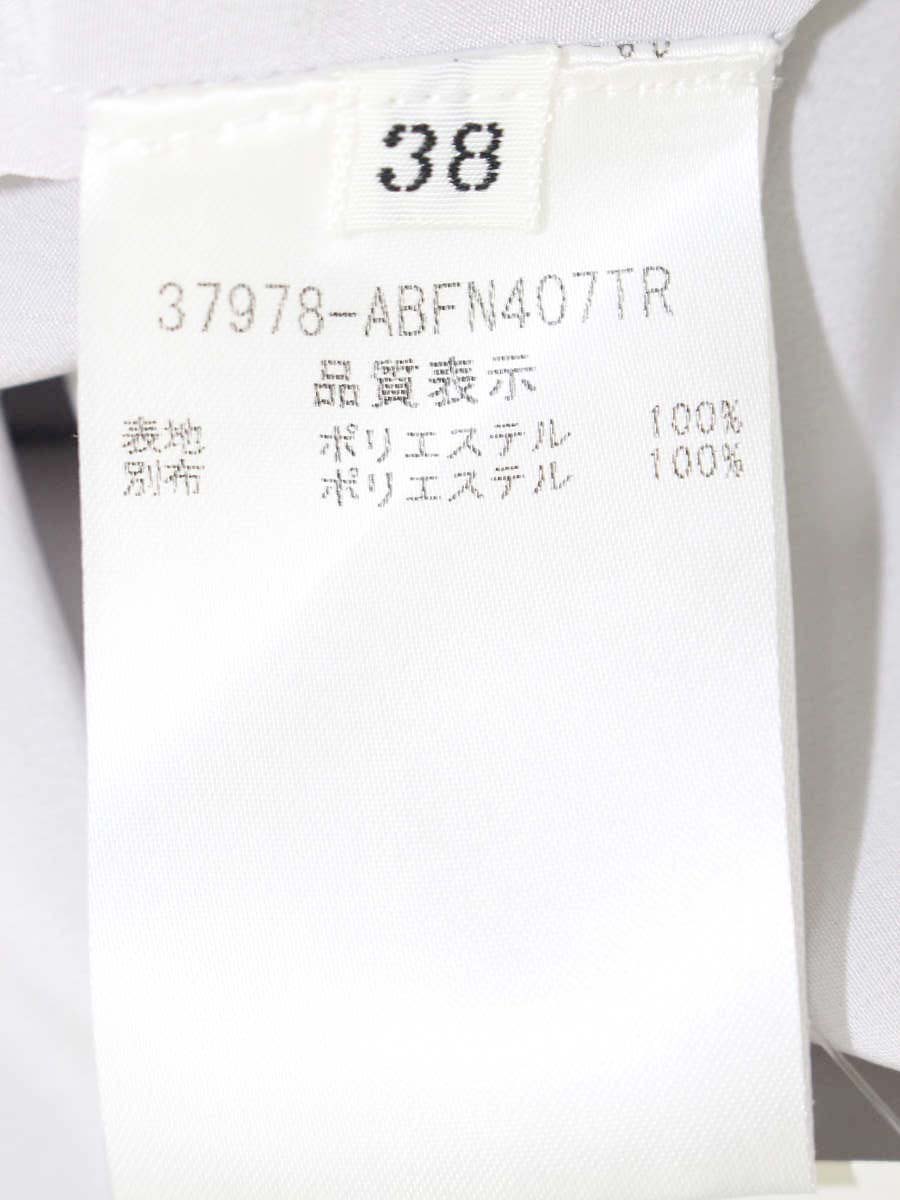 38
37978-ABFN407TR
品質表示
表地 ポリエステル 100%
別布 ポリエステル 100%